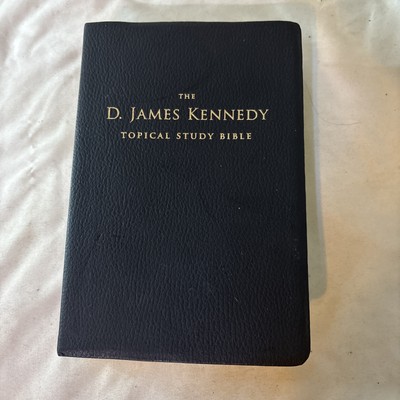 THE
D. JAMES KENNEDY
TOPICAL STUDY BIBLE